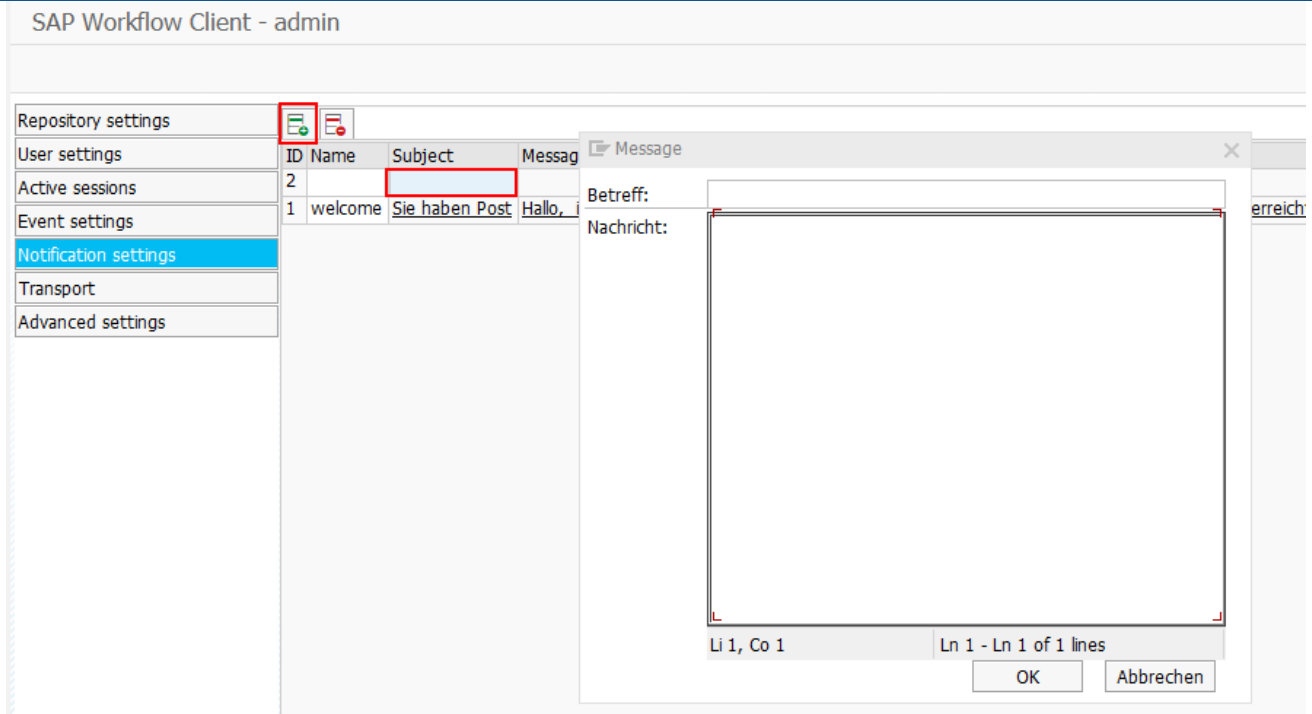 SAP Workflow Client - admin
Repository settings
User settings
Active sessions
Event settings
Notification settings
Transport
Advanced settings
ID Name Subject Messag
2
1 welcome Sie haben Post Hallo, i erreich
Message
Betreff:
Nachricht:
Li 1, Co 1 Ln 1 - Ln 1 of 1 lines
OK Abbrechen